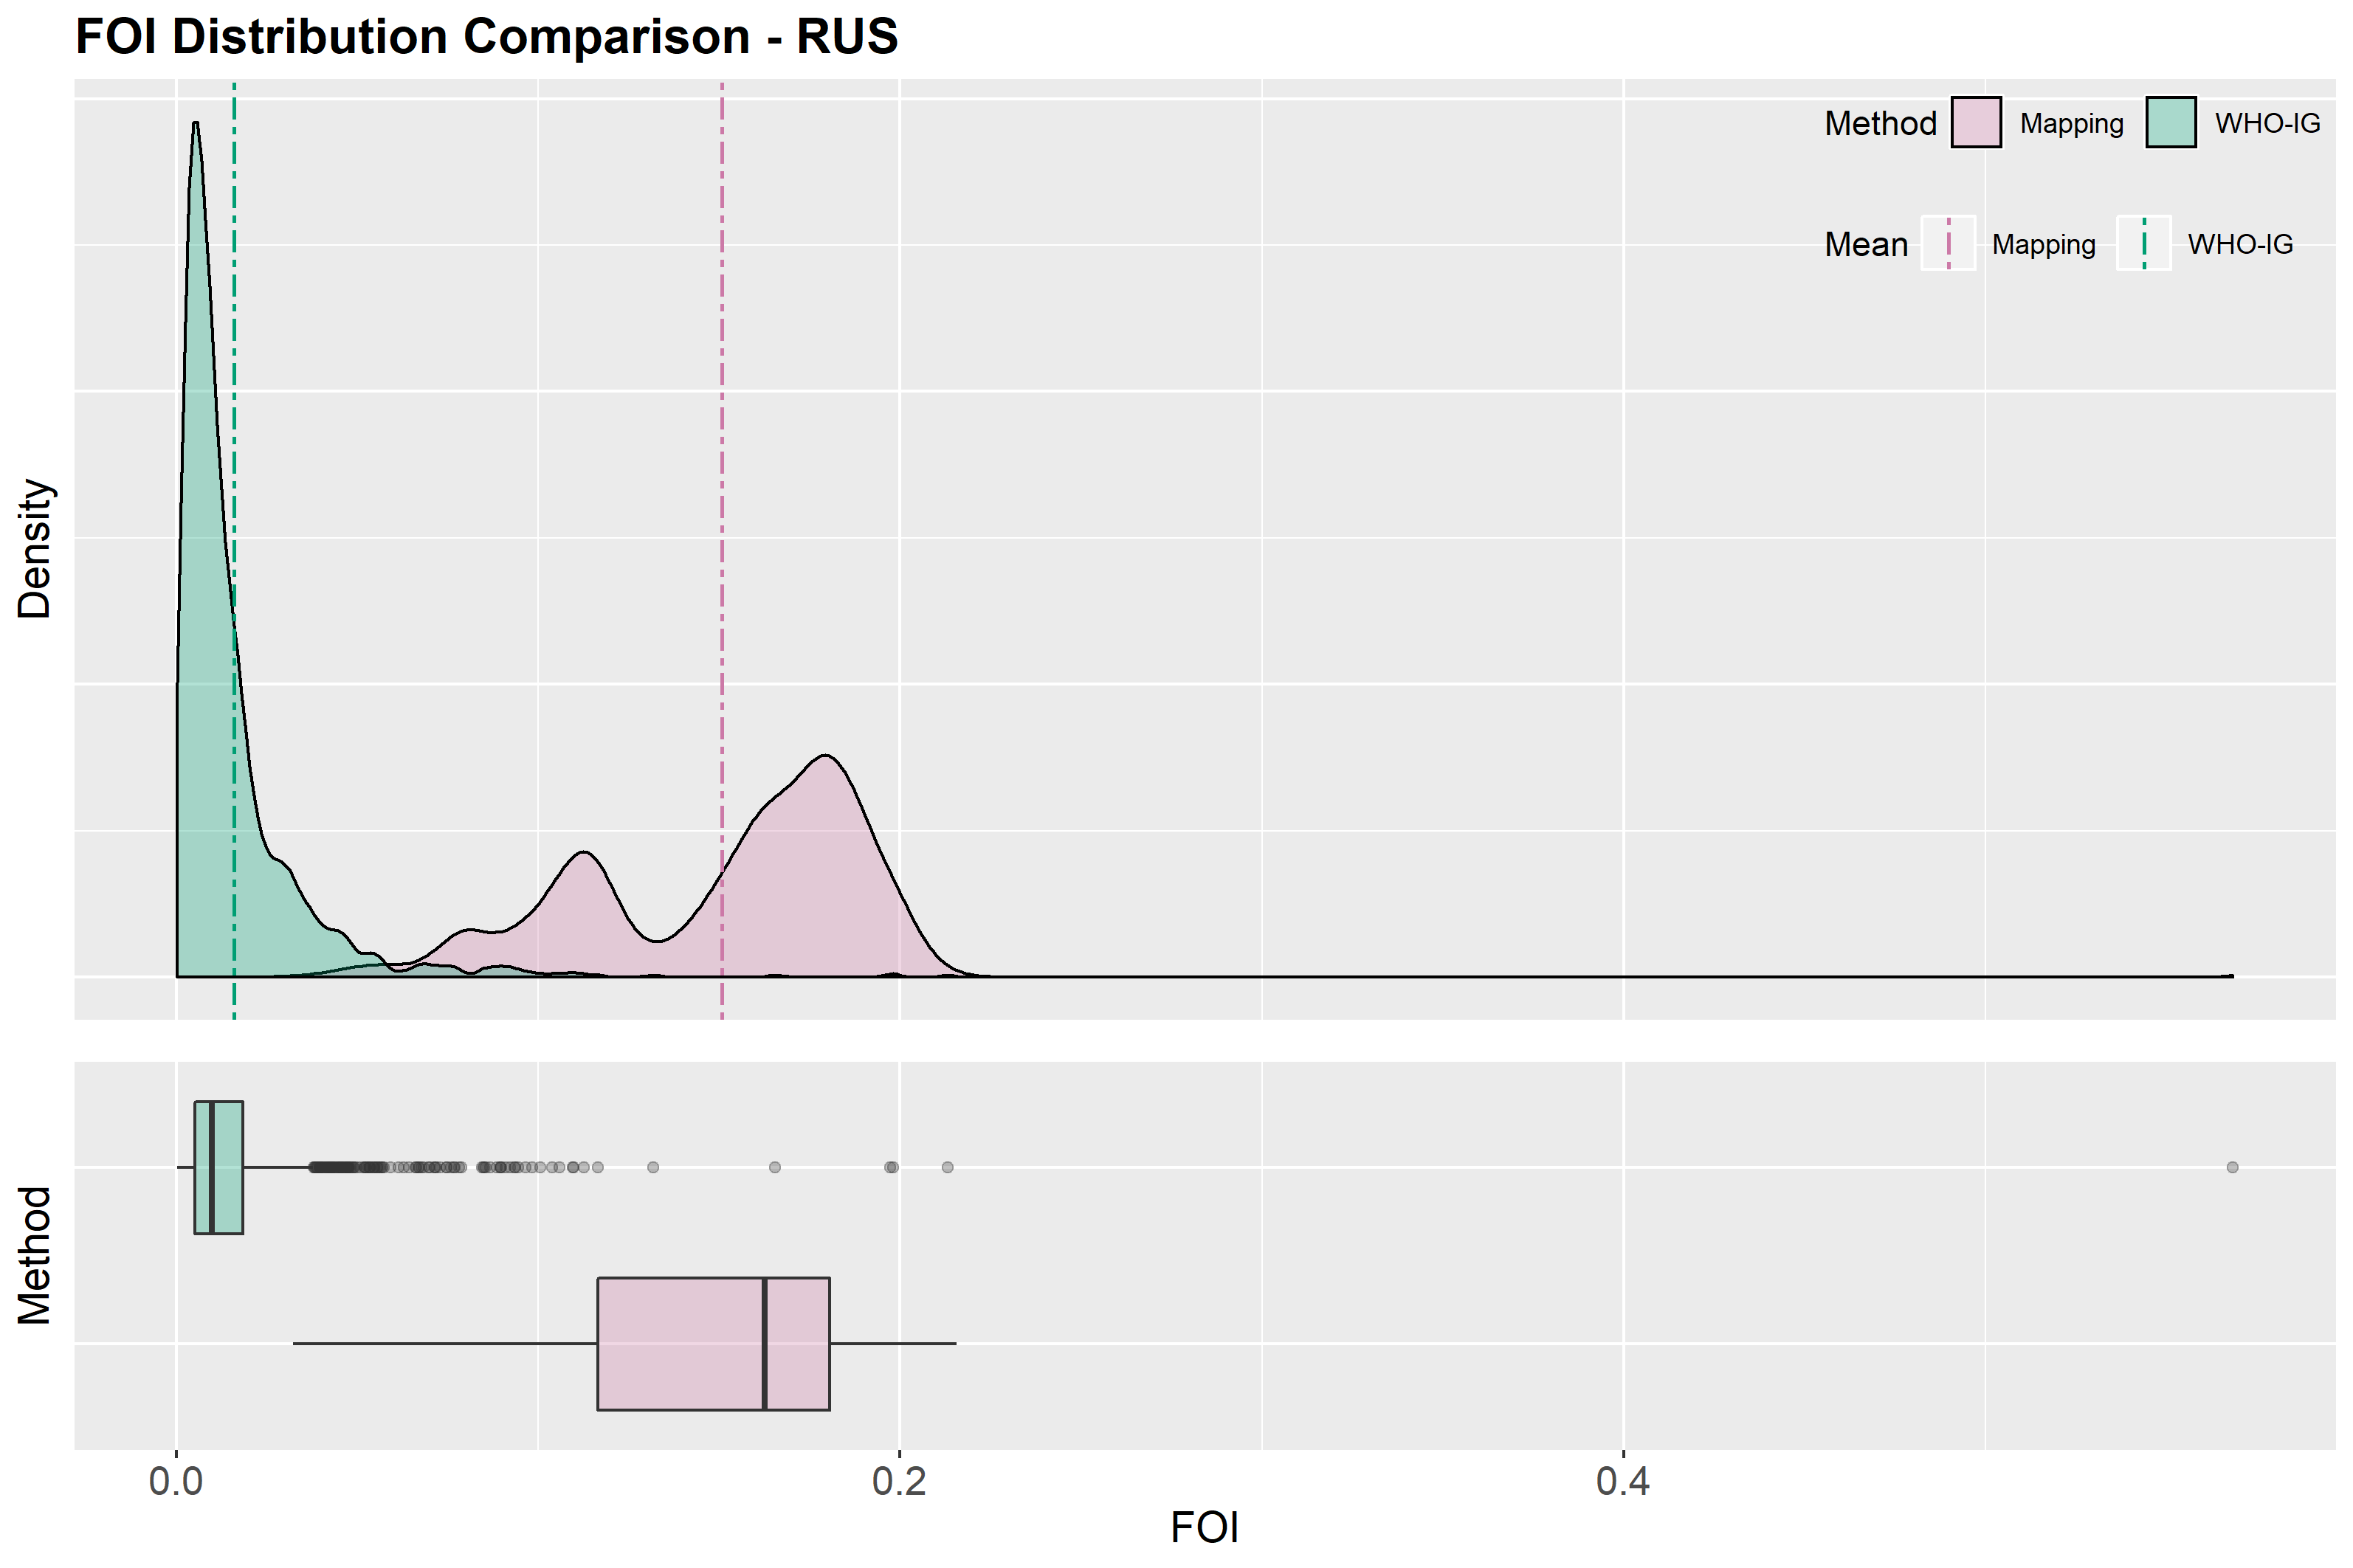 FOI Distribution Comparison - RUS
Method Mapping WHO-IG
Mean Mapping WHO-IG
Density
Method
0.0 0.2 0.4
FOI